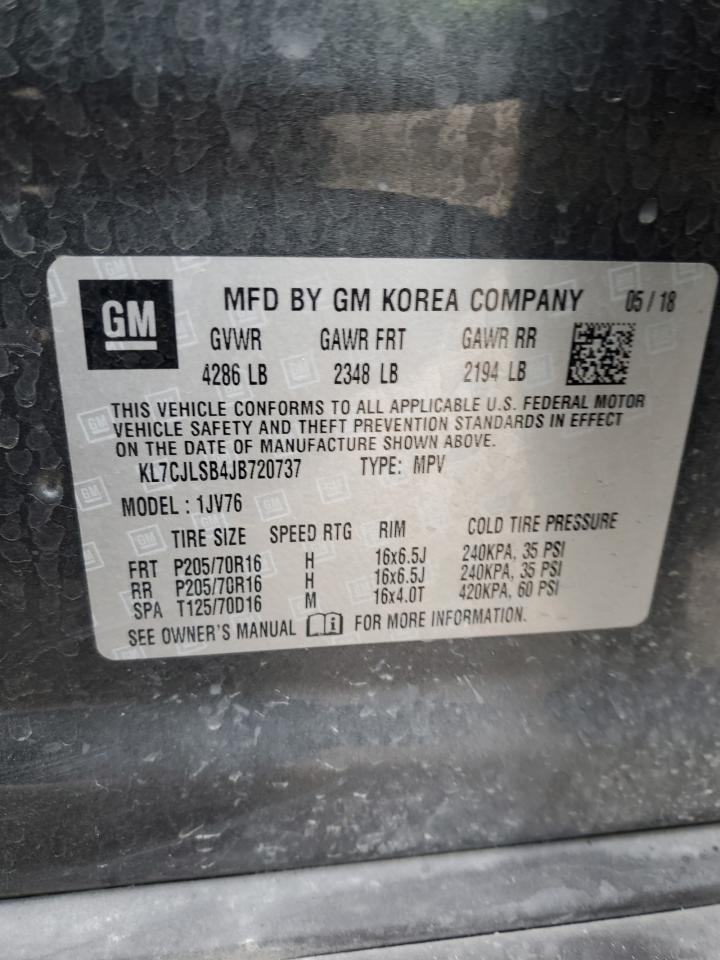 GM MFD BY GM KOREA COMPANY 05/18
GVWR GAWR FRT GAWR RR
4286 LB 2348 LB 2194 LB
THIS VEHICLE CONFORMS TO ALL APPLICABLE U.S. FEDERAL MOTOR
VEHICLE SAFETY AND THEFT PREVENTION STANDARDS IN EFFECT
ON THE DATE OF MANUFACTURE SHOWN ABOVE.
KL7CJLSB4JB720737 TYPE: MPV
MODEL : 1JV76
TIRE SIZE SPEED RTG RIM COLD TIRE PRESSURE
FRT P205/70R16 H 16x6.5J 240KPA, 35 PSI
RR P205/70R16 H 16x6.5J 240KPA, 35 PSI
SPA T125/70D16 M 16x4.0T 420KPA, 60 PSI
SEE OWNER'S MANUAL FOR MORE INFORMATION.